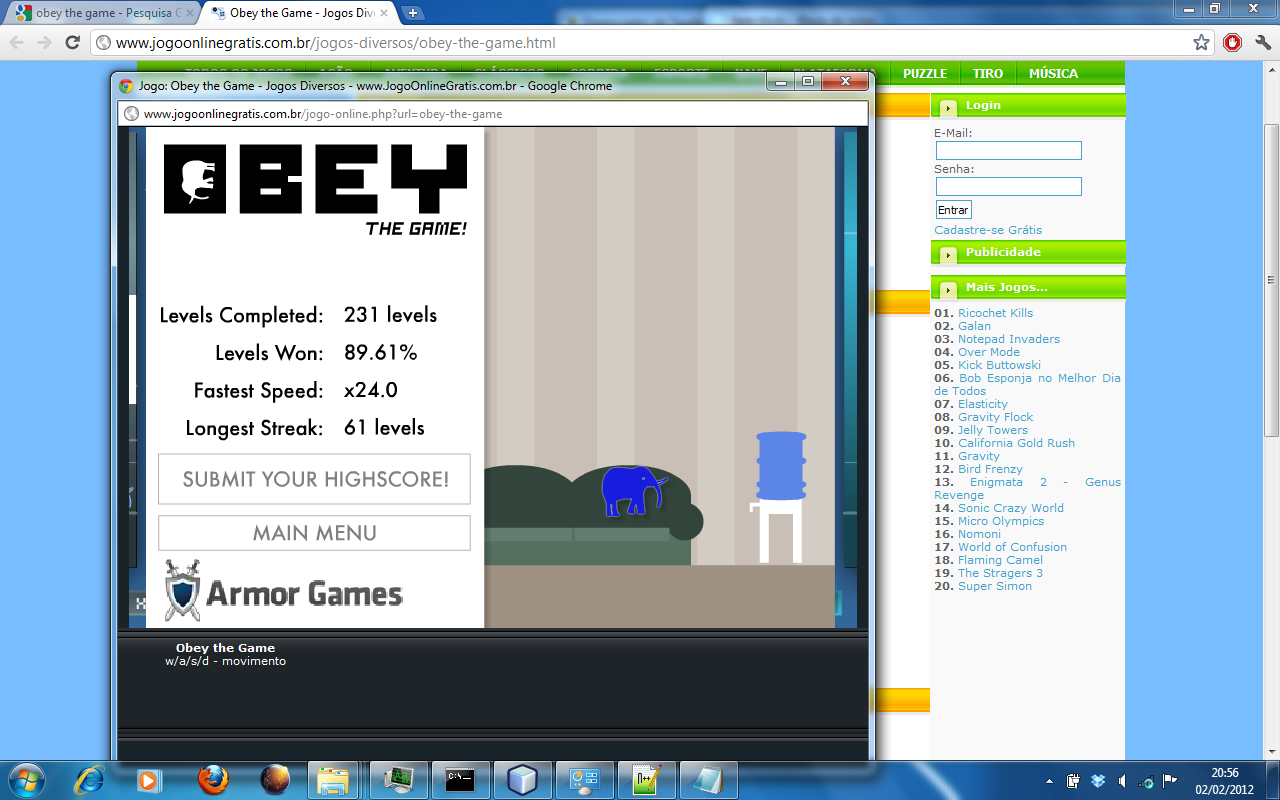 obey the game - Pesquisa G
Obey the Game - Jogos Div
www.jogoonlinegratis.com.br/jogos-diversos/obey-the-game.html
PUZZLE TIRO MÚSICA
Jogo: Obey the Game - Jogos Diversos - www.JogoOnlineGratis.com.br - Google Chrome
www.jogoonlinegratis.com.br/jogo-online.php?url=obey-the-game
OBEY
THE GAME!
Levels Completed: 231 levels
Levels Won: 89.61%
Fastest Speed: x24.0
Longest Streak: 61 levels
SUBMIT YOUR HIGHSCORE!
MAIN MENU
Armor Games
Obey the Game
w/a/s/d - movimento
Login
E-Mail:
Senha:
Entrar
Cadastre-se Grátis
Publicidade
Mais Jogos...
01. Ricochet Kills
02. Galan
03. Notepad Invaders
04. Over Mode
05. Kick Buttowski
06. Bob Esponja no Melhor Dia
de Todos
07. Elasticity
08. Gravity Flock
09. Jelly Towers
10. California Gold Rush
11. Gravity
12. Bird Frenzy
13. Enigmata 2 - Genus
Revenge
14. Sonic Crazy World
15. Micro Olympics
16. Nomoni
17. World of Confusion
18. Flaming Camel
19. The Stragers 3
20. Super Simon
20:56
02/02/2012